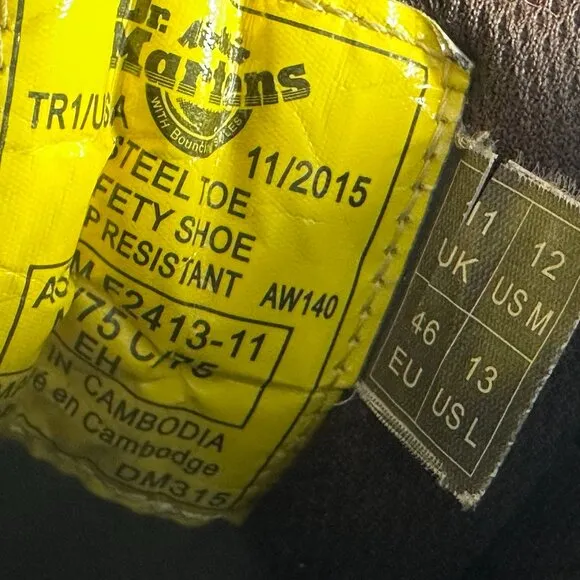 Dr. Martens
WITH Bouncing SOLES
TR1/USA
11/2015
STEEL TOE
FETY SHOE
P RESISTANT
AW140
M F2413-11
75 C/75
EH
IN CAMBODIA
en Cambodge
DM315
11
UK
12
US M
46
EU
13
US L